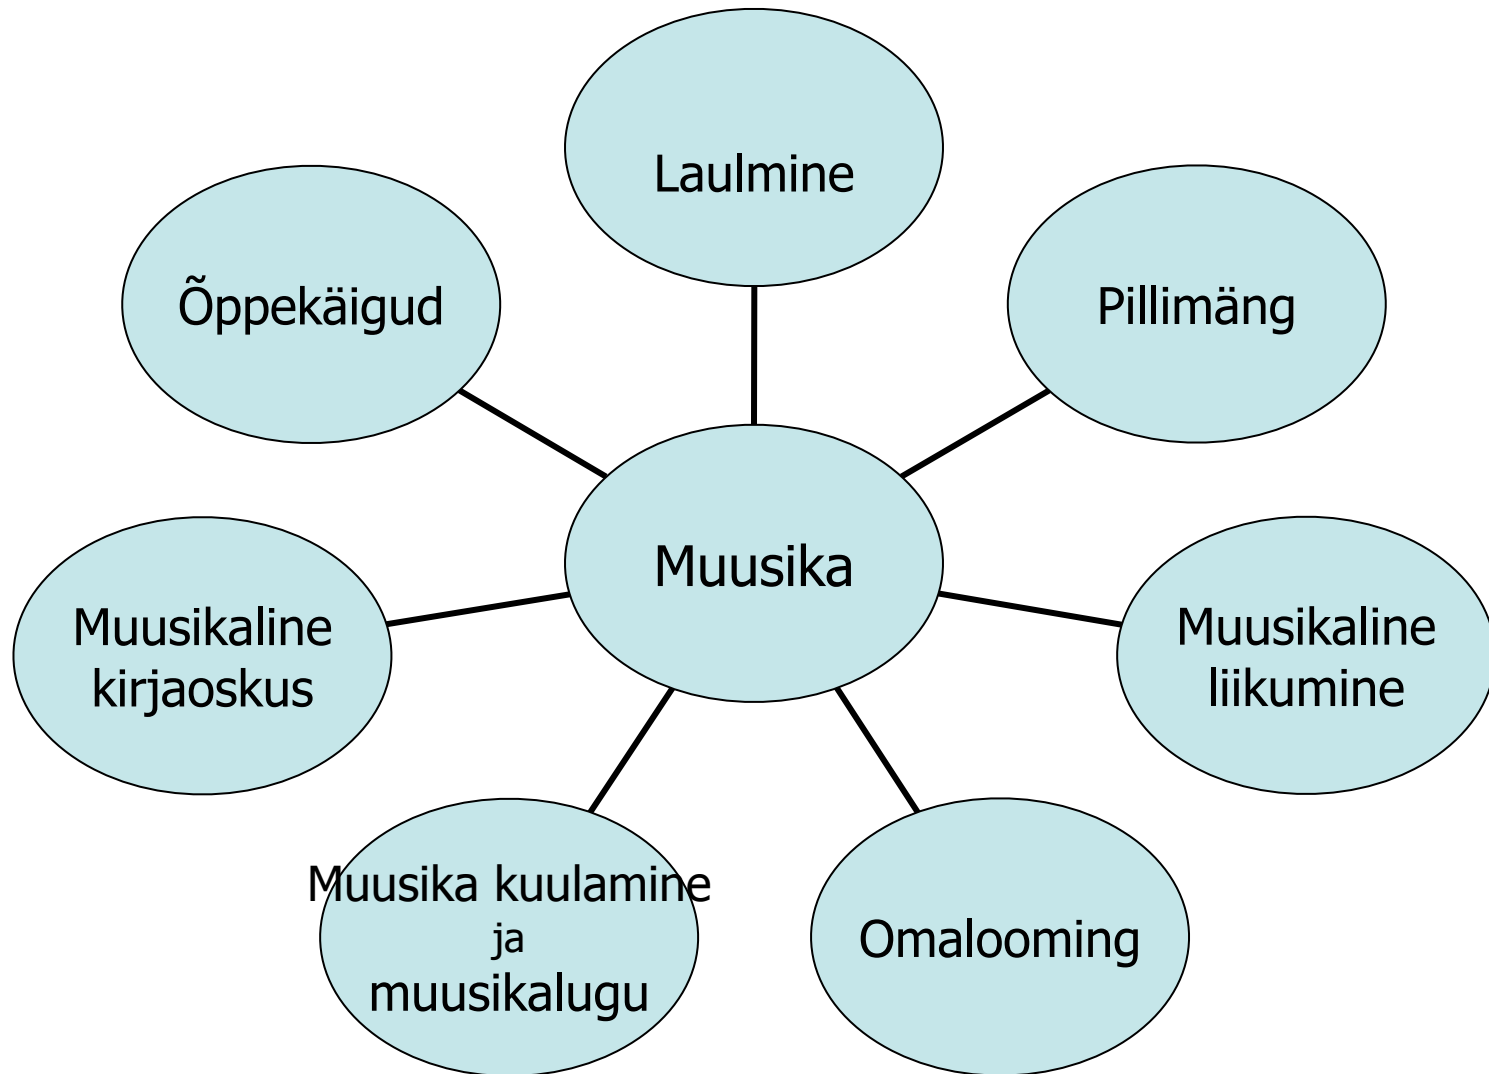 Laulmine
Õppekäigud
Pillimäng
Muusika
Muusikaline
kirjaoskus
Muusikaline
liikumine
Muusika kuulamine
ja
muusikalugu
Omalooming